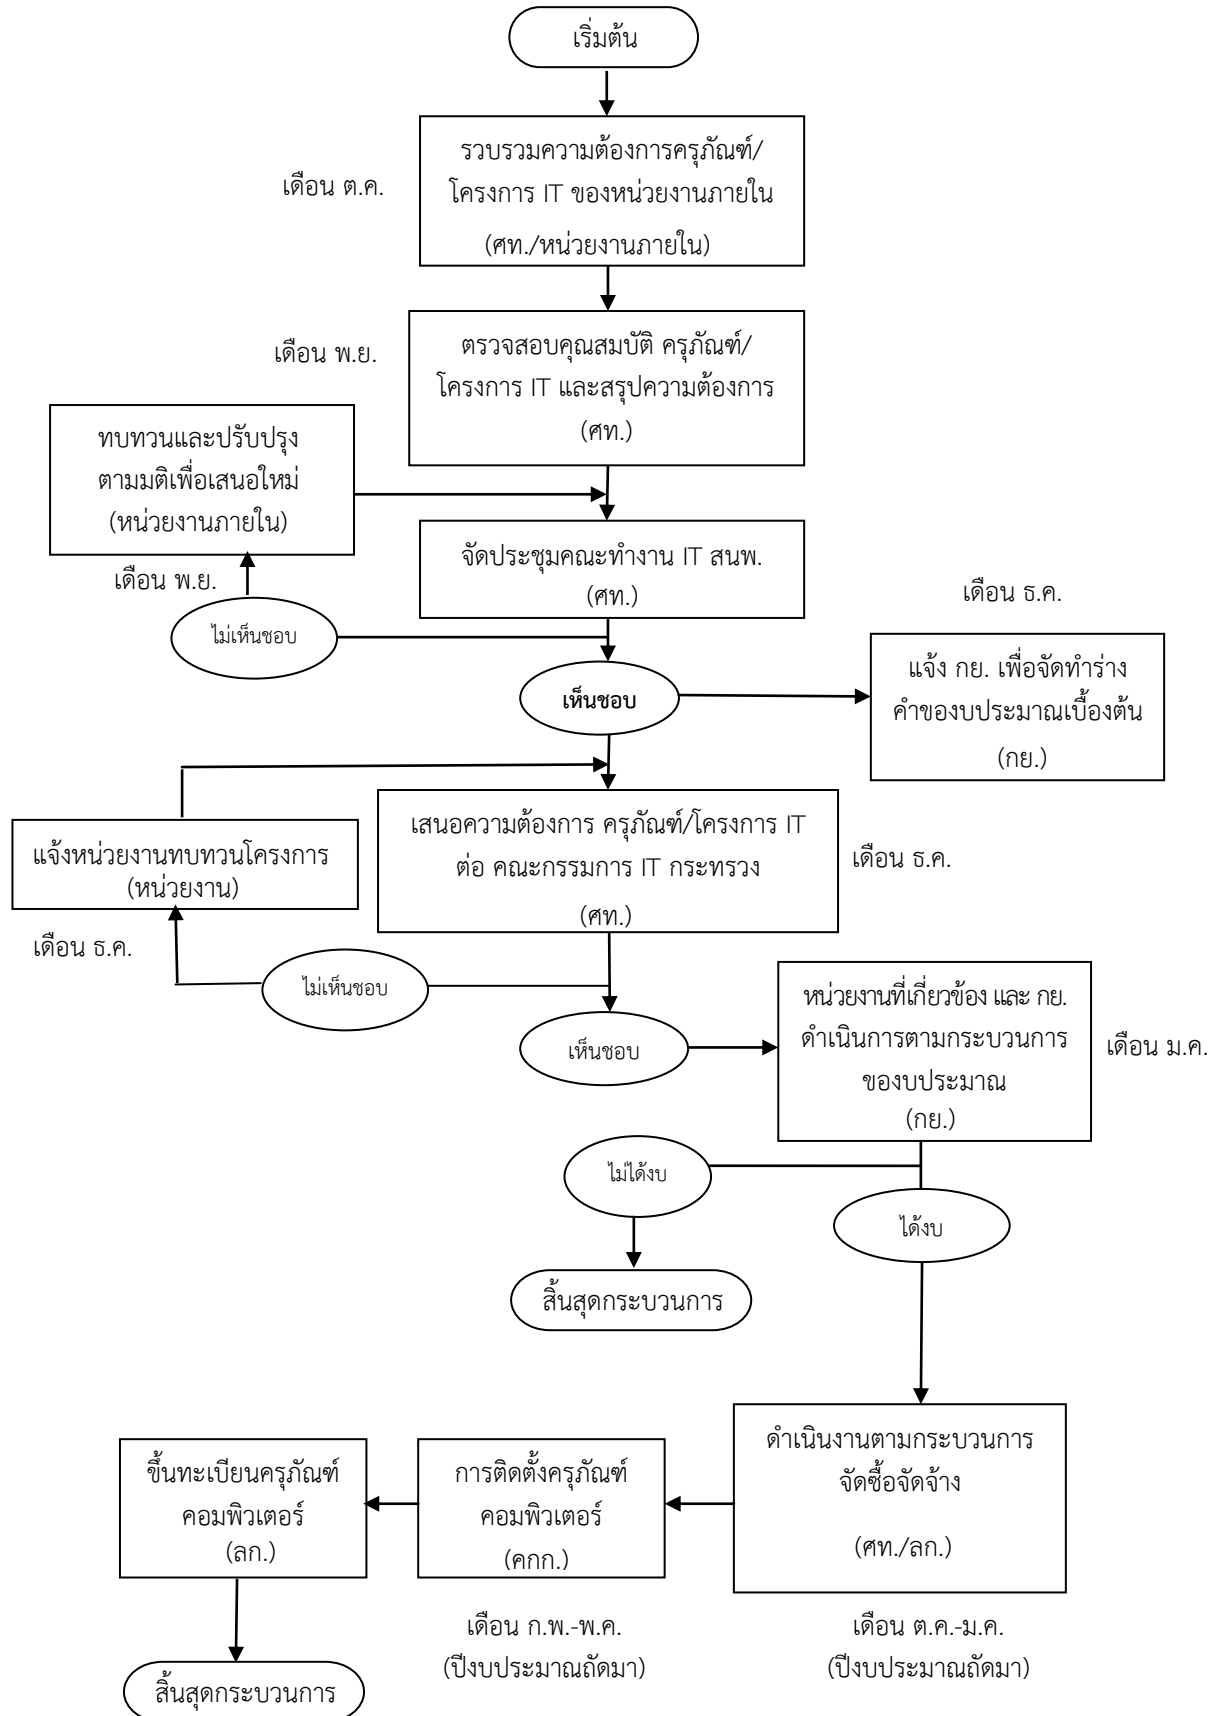 เริ่มต้น
เดือน ต.ค.
รวบรวมความต้องการครุภัณฑ์/
โครงการ IT ของหน่วยงานภายใน
(ศท./หน่วยงานภายใน)
เดือน พ.ย.
ตรวจสอบคุณสมบัติ ครุภัณฑ์/
โครงการ IT และสรุปความต้องการ
(ศท.)
ทบทวนและปรับปรุง
ตามมติเพื่อเสนอใหม่
(หน่วยงานภายใน)
เดือน พ.ย.
จัดประชุมคณะทำงาน IT สนพ.
(ศท.)
ไม่เห็นชอบ
เห็นชอบ
เดือน ธ.ค.
แจ้ง กย. เพื่อจัดทำร่าง
คำของบประมาณเบื้องต้น
(กย.)
เสนอความต้องการ ครุภัณฑ์/โครงการ IT
ต่อ คณะกรรมการ IT กระทรวง
(ศท.)
เดือน ธ.ค.
แจ้งหน่วยงานทบทวนโครงการ
(หน่วยงาน)
เดือน ธ.ค.
ไม่เห็นชอบ
เห็นชอบ
หน่วยงานที่เกี่ยวข้อง และ กย.
ดำเนินการตามกระบวนการ
ของบประมาณ
(กย.)
เดือน ม.ค.
ไม่ได้งบ
ได้งบ
สิ้นสุดกระบวนการ
ดำเนินงานตามกระบวนการ
จัดซื้อจัดจ้าง
(ศท./ลก.)
เดือน ต.ค.-ม.ค.
(ปีงบประมาณถัดมา)
การติดตั้งครุภัณฑ์
คอมพิวเตอร์
(คกก.)
เดือน ก.พ.-พ.ค.
(ปีงบประมาณถัดมา)
ขึ้นทะเบียนครุภัณฑ์
คอมพิวเตอร์
(ลก.)
สิ้นสุดกระบวนการ